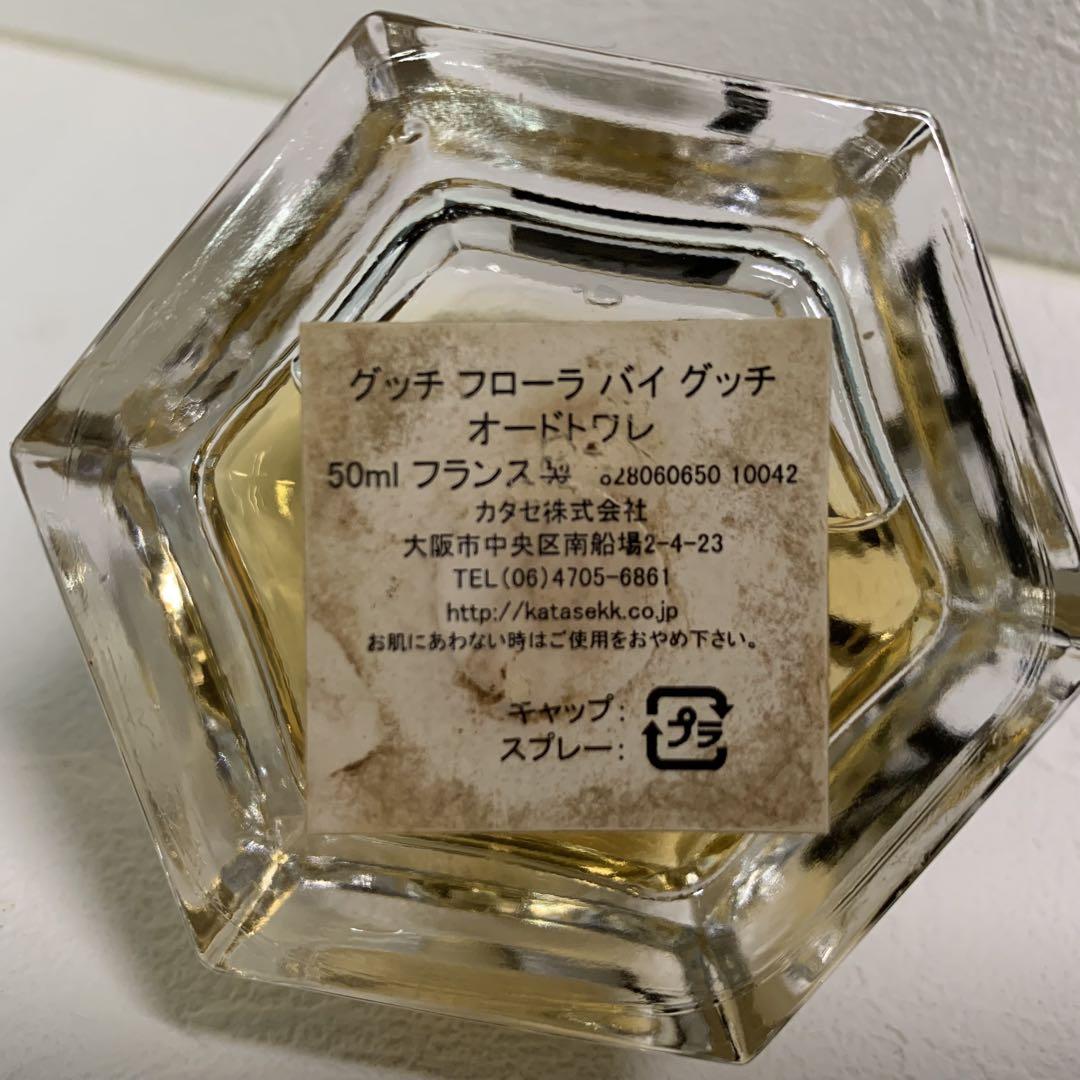 グッチ フローラ バイ グッチ
オードトワレ
50ml フランス製 828060650 10042
カタセ株式会社
大阪市中央区南船場2-4-23
TEL(06)4705-6861
http://katasekk.co.jp
お肌にあわない時はご使用をおやめ下さい。
キャップ:
スプレー: プラ